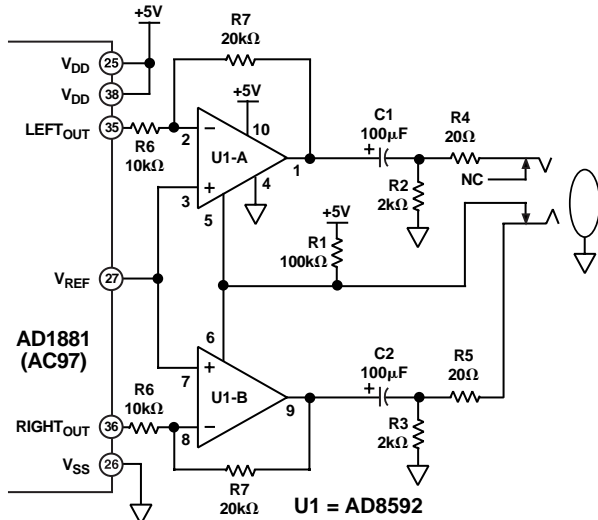 +5V
R7
20kΩ
VDD
25
+5V
VDD
38
C1
100µF
R4
20Ω
LEFTOUT
35
R6
10kΩ
2
−
10
U1-A
1
+
NC
+
3
4
5
R2
2kΩ
+5V
R1
100kΩ
VREF
27
AD1881
(AC97)
6
7
+
C2
100µF
R5
20Ω
R6
10kΩ
U1-B
9
+
RIGHTOUT
36
8
−
R3
2kΩ
VSS
26
R7
20kΩ
U1 = AD8592